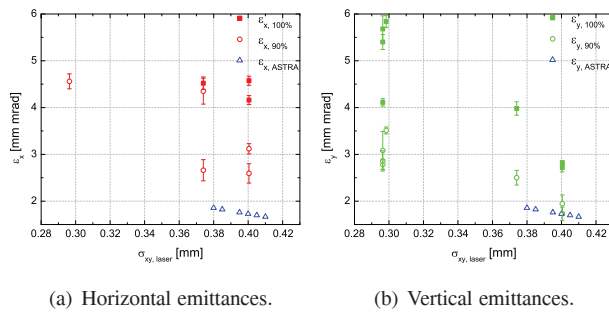 6
5
4
3
2
ε_x [mm mrad]
ε_x, 100%
ε_x, 90%
ε_x, ASTRA
0.28 0.30 0.32 0.34 0.36 0.38 0.40 0.42
σ_xy, laser [mm]
(a) Horizontal emittances.
6
5
4
3
2
ε_y [mm mrad]
ε_y, 100%
ε_y, 90%
ε_y, ASTRA
0.28 0.30 0.32 0.34 0.36 0.38 0.40 0.42
σ_xy, laser [mm]
(b) Vertical emittances.